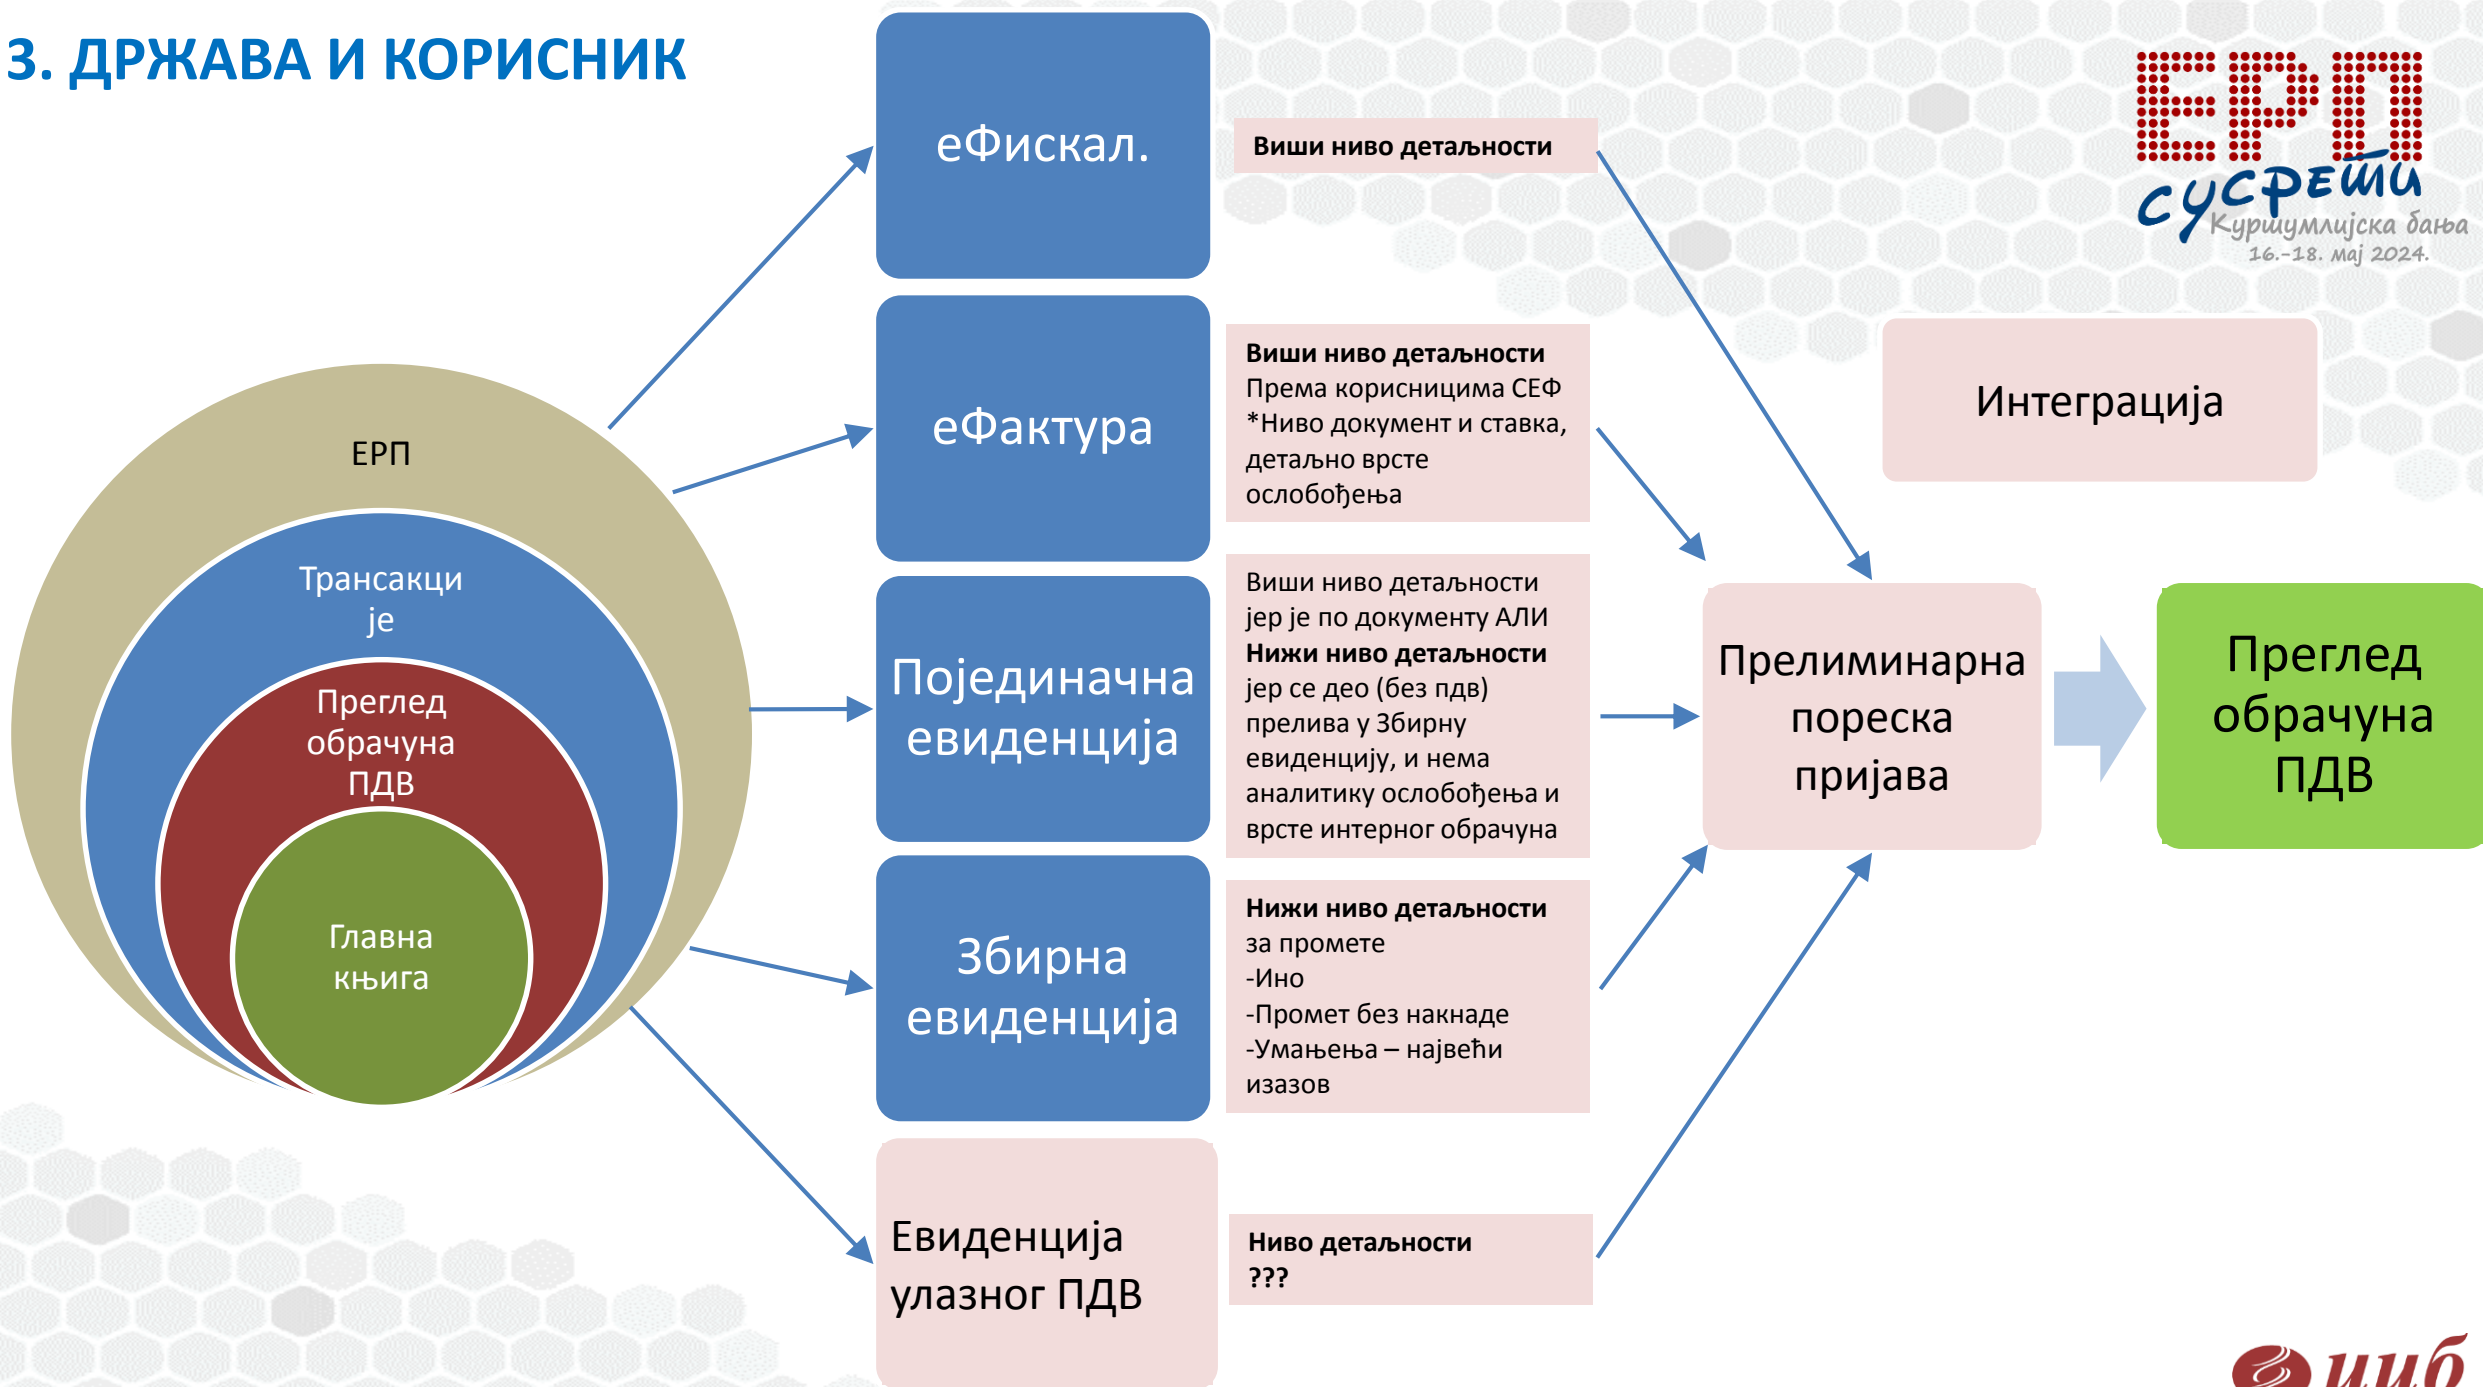 3. ДРЖАВА И КОРИСНИК
ЕРП
сусрети
Куршумлијска бања
16.-18. мај 2024.
ЕРП
Трансакци
је
Преглед
обрачуна
ПДВ
Главна
књига
еФискал.
Виши ниво детаљности
еФактура
Виши ниво детаљности
Према корисницима СЕФ
*Ниво документ и ставка,
детаљно врсте
ослобођења
Појединачна
евиденција
Виши ниво детаљности
јер је по документу АЛИ
Нижи ниво детаљности
јер се део (без пдв)
прелива у Збирну
евиденцију, и нема
аналитику ослобођења и
врсте интерног обрачуна
Збирна
евиденција
Нижи ниво детаљности
за промете
-Ино
-Промет без накнаде
-Умањења – највећи
изазов
Евиденција
улазног ПДВ
Ниво детаљности
???
Интеграција
Прелиминарна
пореска
пријава
Преглед
обрачуна
ПДВ
ииб